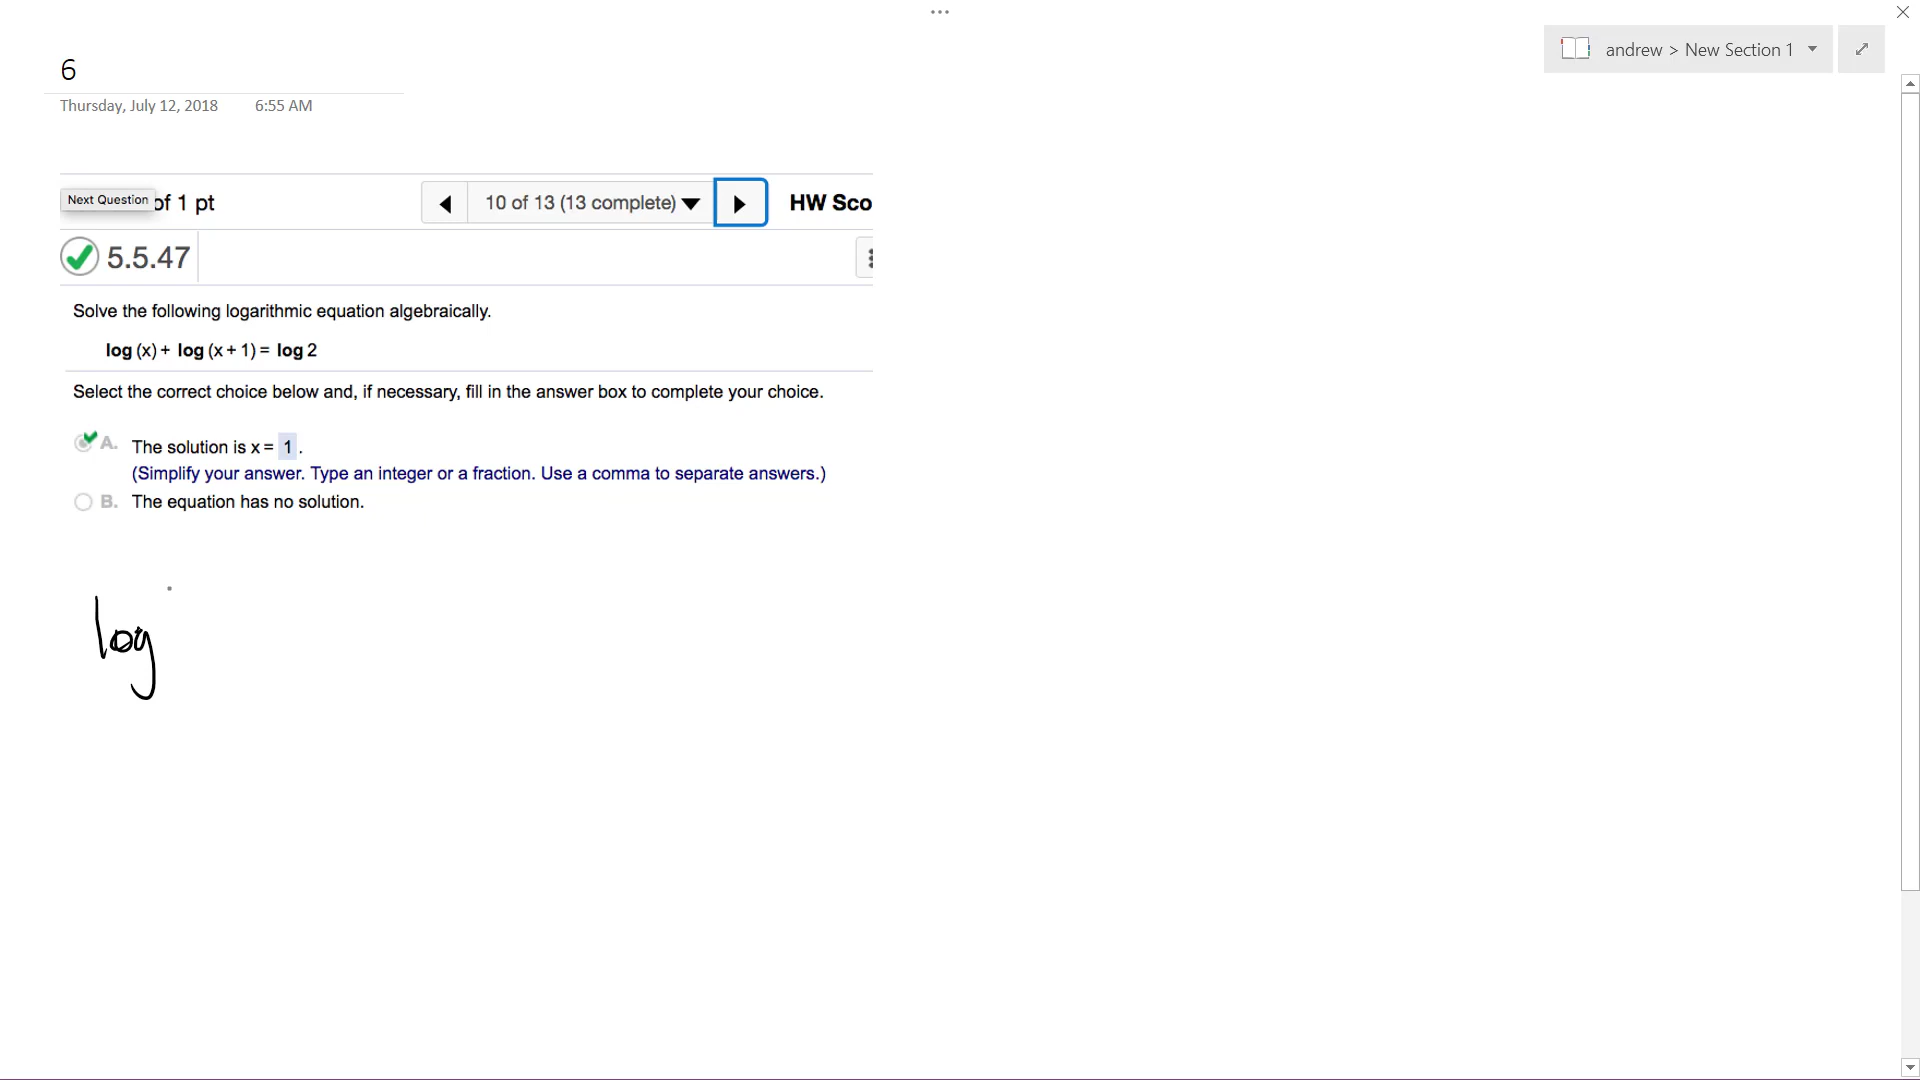 andrew > New Section 1
6
Thursday, July 12, 2018 6:55 AM
Next Question of 1 pt 10 of 13 (13 complete) HW Sco
5.5.47
Solve the following logarithmic equation algebraically.
log (x) + log (x + 1) = log 2
Select the correct choice below and, if necessary, fill in the answer box to complete your choice.
A. The solution is x = 1 .
(Simplify your answer. Type an integer or a fraction. Use a comma to separate answers.)
B. The equation has no solution.
log